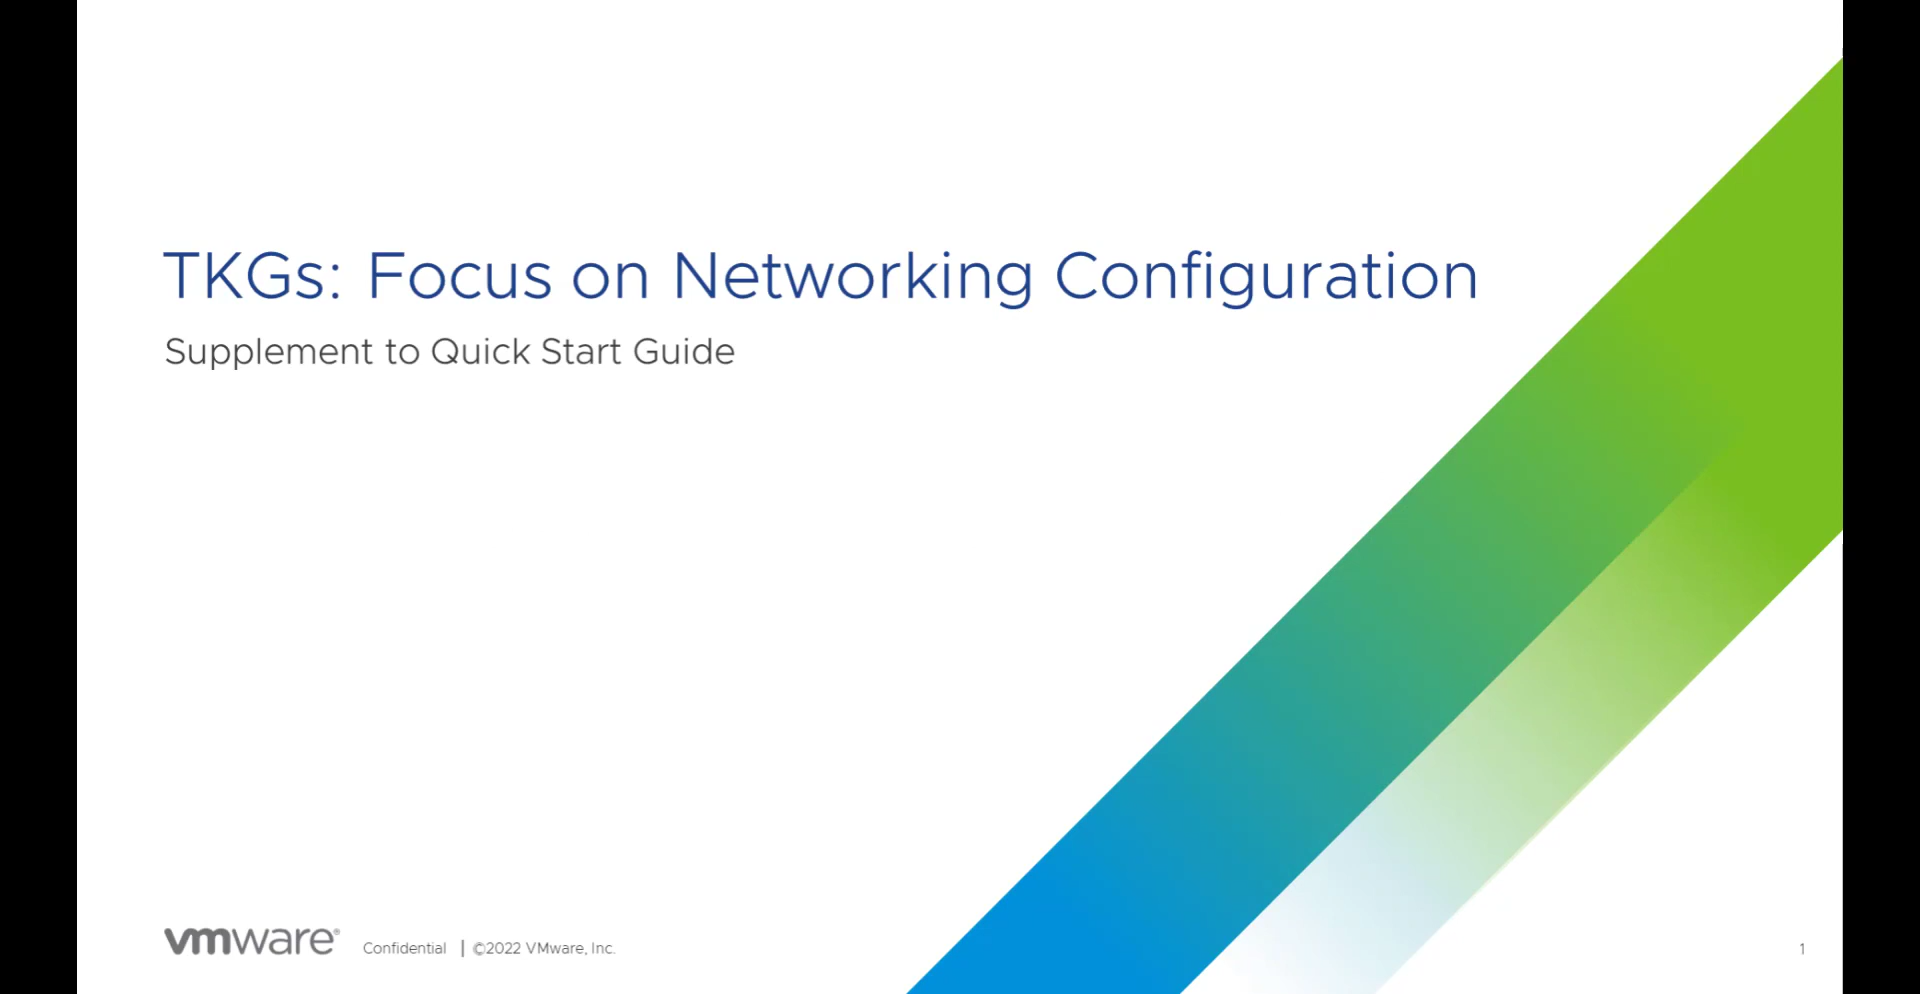 TKGs: Focus on Networking Configuration
Supplement to Quick Start Guide
vmware® Confidential | ©2022 VMware, Inc. 1